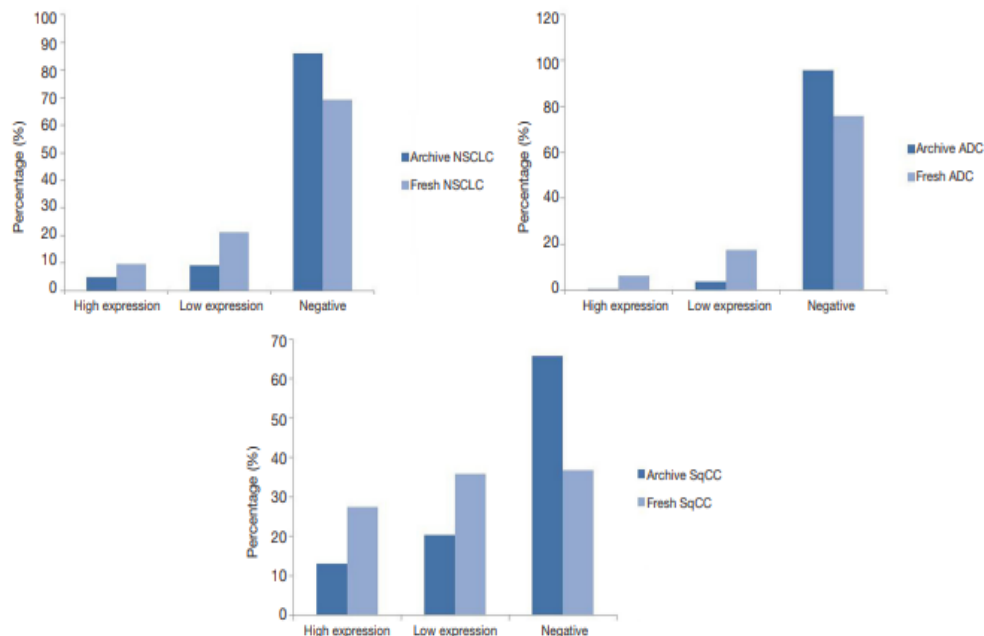 100
90
80
70
60
50
40
30
20
10
0
Percentage (%)
High expression
Low expression
Negative
Archive NSCLC
Fresh NSCLC
120
100
80
60
40
20
0
Percentage (%)
High expression
Low expression
Negative
Archive ADC
Fresh ADC
70
60
50
40
30
20
10
0
Percentage (%)
High expression
Low expression
Negative
Archive SqCC
Fresh SqCC